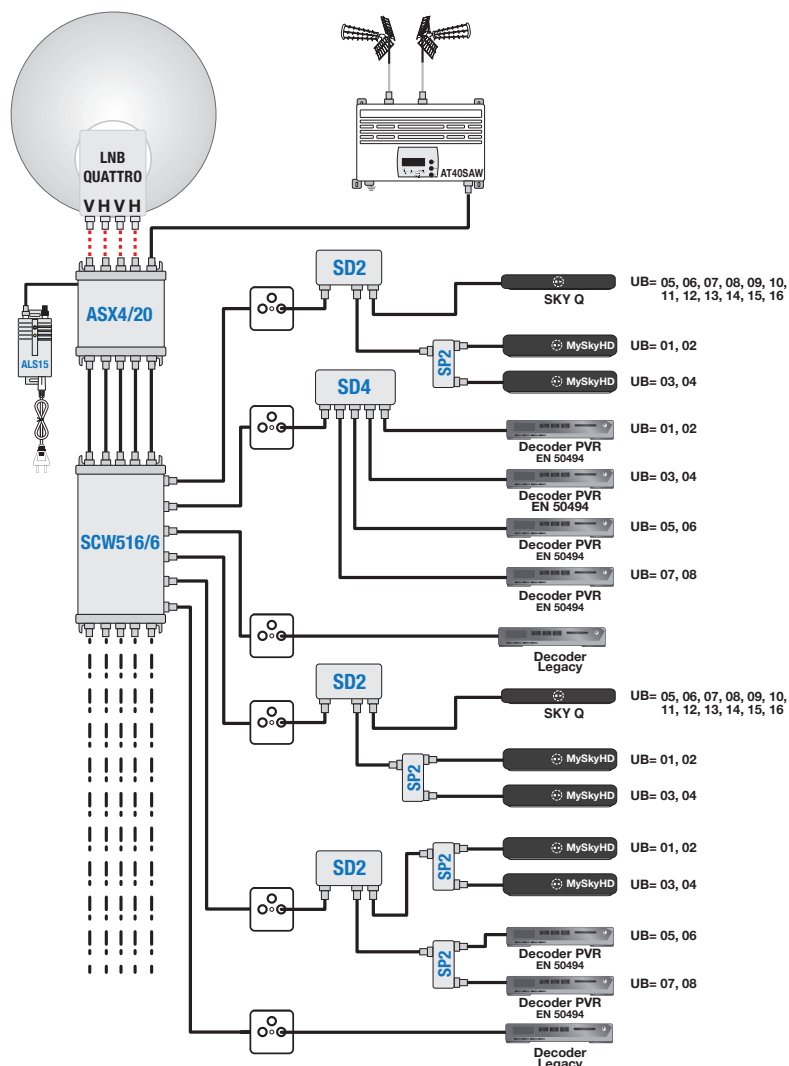 LNB
QUATTRO
V H V H
AT40SAW
ASX4/20
ALS15
SCW516/6
SD2
SKY Q
UB= 05, 06, 07, 08, 09, 10,
11, 12, 13, 14, 15, 16
SP2
MySkyHD
UB= 01, 02
MySkyHD
UB= 03, 04
SD4
Decoder PVR
EN 50494
UB= 01, 02
Decoder PVR
EN 50494
UB= 03, 04
Decoder PVR
EN 50494
UB= 05, 06
Decoder PVR
EN 50494
UB= 07, 08
Decoder
Legacy
SD2
SKY Q
UB= 05, 06, 07, 08, 09, 10,
11, 12, 13, 14, 15, 16
SP2
MySkyHD
UB= 01, 02
MySkyHD
UB= 03, 04
SD2
SP2
MySkyHD
UB= 01, 02
MySkyHD
UB= 03, 04
SP2
Decoder PVR
EN 50494
UB= 05, 06
Decoder PVR
EN 50494
UB= 07, 08
Decoder
Legacy